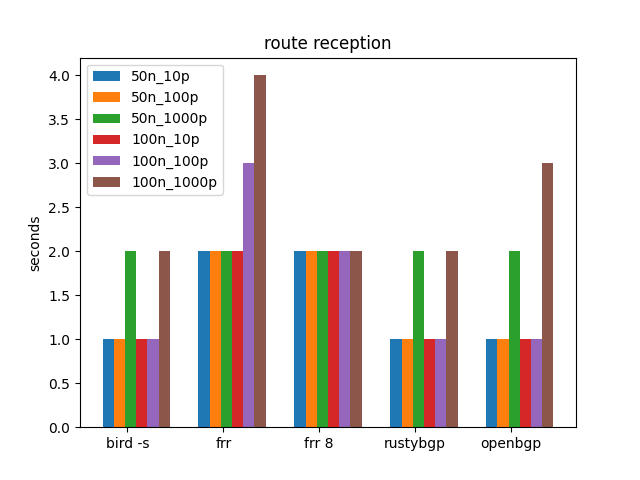 route reception
50n_10p
50n_100p
50n_1000p
100n_10p
100n_100p
100n_1000p
seconds
4.0
3.5
3.0
2.5
2.0
1.5
1.0
0.5
0.0
bird -s frr frr 8 rustybgp openbgp